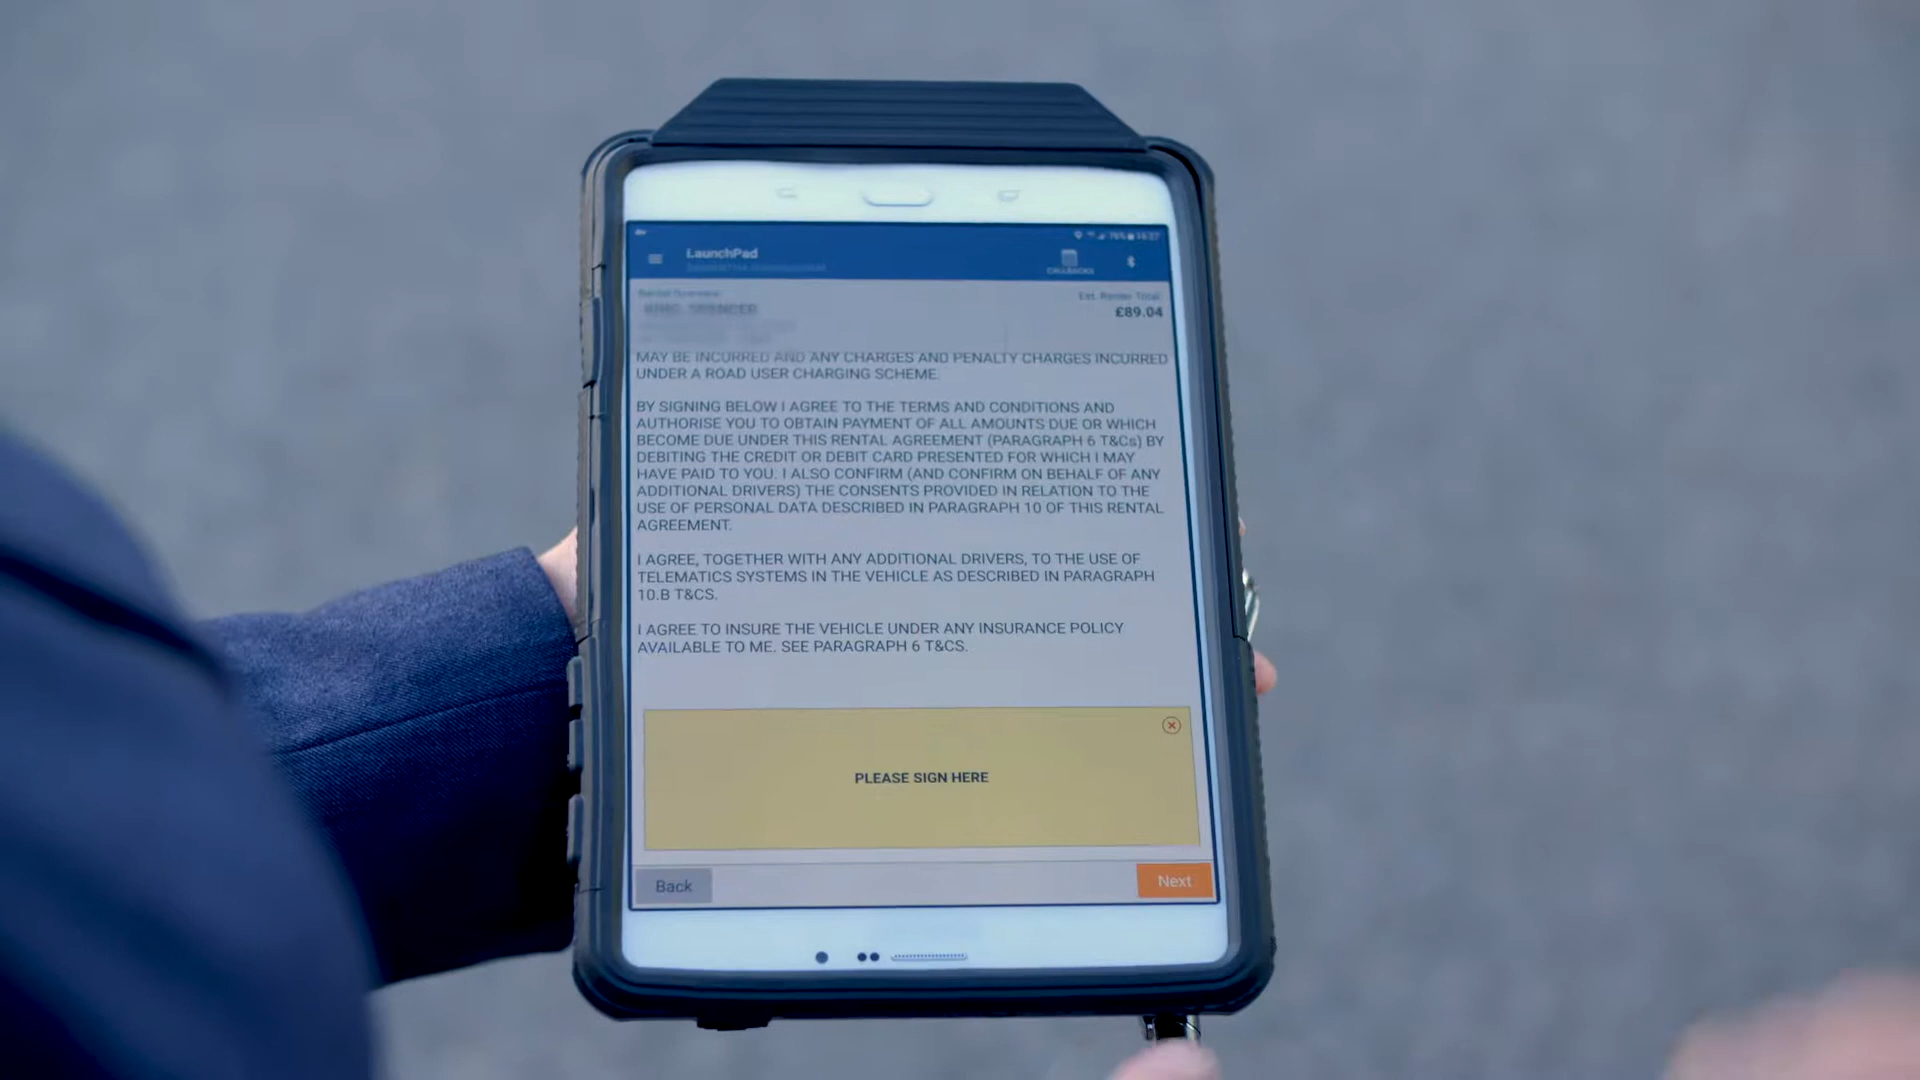 LaunchPad
CALLBACKS
Est. Renter Total:
£89.04
MAY BE INCURRED AND ANY CHARGES AND PENALTY CHARGES INCURRED
UNDER A ROAD USER CHARGING SCHEME.
BY SIGNING BELOW I AGREE TO THE TERMS AND CONDITIONS AND
AUTHORISE YOU TO OBTAIN PAYMENT OF ALL AMOUNTS DUE OR WHICH
BECOME DUE UNDER THIS RENTAL AGREEMENT (PARAGRAPH 6 T&Cs) BY
DEBITING THE CREDIT OR DEBIT CARD PRESENTED FOR WHICH I MAY
HAVE PAID TO YOU. I ALSO CONFIRM (AND CONFIRM ON BEHALF OF ANY
ADDITIONAL DRIVERS) THE CONSENTS PROVIDED IN RELATION TO THE
USE OF PERSONAL DATA DESCRIBED IN PARAGRAPH 10 OF THIS RENTAL
AGREEMENT.
I AGREE, TOGETHER WITH ANY ADDITIONAL DRIVERS, TO THE USE OF
TELEMATICS SYSTEMS IN THE VEHICLE AS DESCRIBED IN PARAGRAPH
10.B T&CS.
I AGREE TO INSURE THE VEHICLE UNDER ANY INSURANCE POLICY
AVAILABLE TO ME. SEE PARAGRAPH 6 T&CS.
PLEASE SIGN HERE
Back
Next